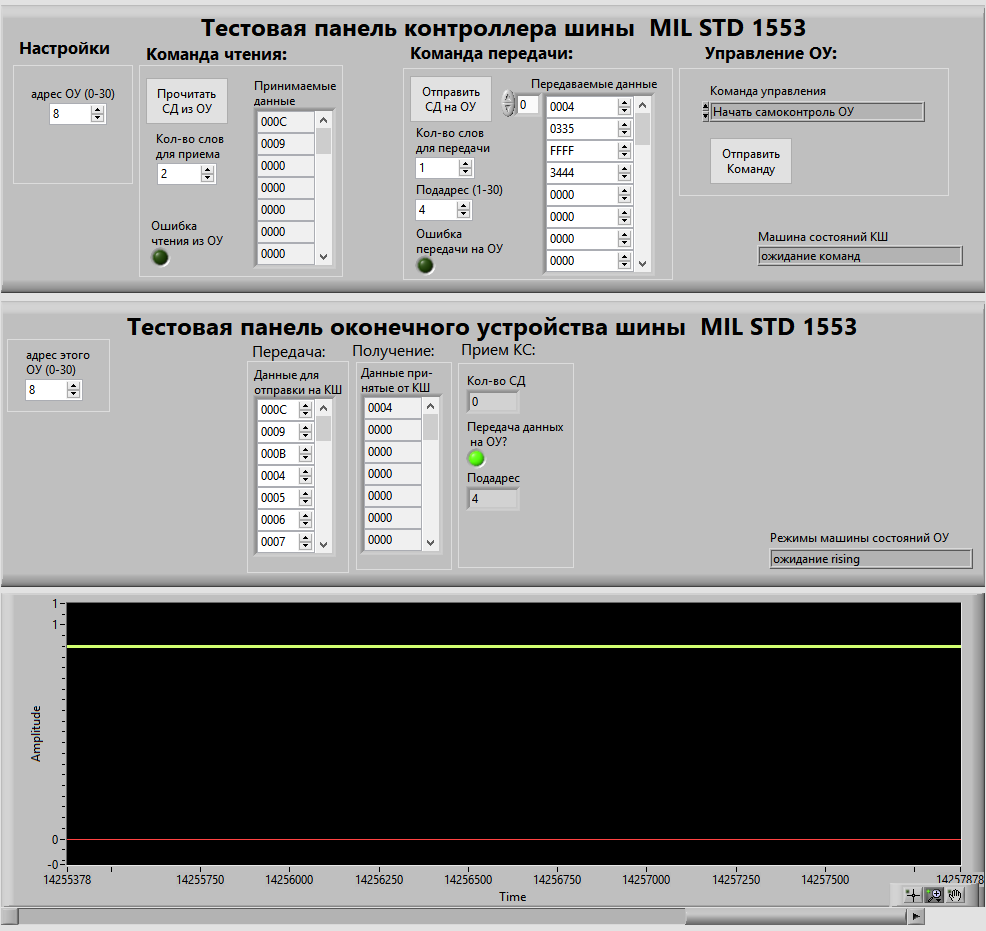 Тестовая панель контроллера шины MIL STD 1553
Настройки
адрес ОУ (0-30)
8
Команда чтения:
Прочитать
СД из ОУ
Кол-во слов
для приема
2
Ошибка
чтения из ОУ
Принимаемые
данные
000C
0009
0000
0000
0000
0000
0000
Команда передачи:
Отправить
СД на ОУ
Кол-во слов
для передачи
1
Подадрес (1-30)
4
Ошибка
передачи на ОУ
Передаваемые данные
0
0004
0335
FFFF
3444
0000
0000
0000
0000
Управление ОУ:
Команда управления
Начать самоконтроль ОУ
Отправить
Команду
Машина состояний КШ
ожидание команд
Тестовая панель оконечного устройства шины MIL STD 1553
адрес этого
ОУ (0-30)
8
Передача:
Данные для
отправки на КШ
000C
0009
000B
0004
0005
0006
0007
Получение:
Данные при-
нятые от КШ
0004
0000
0000
0000
0000
0000
0000
Прием КС:
Кол-во СД
0
Передача данных
на ОУ?
Подадрес
4
Режимы машины состояний ОУ
ожидание rising
Amplitude
1
1
0
-0
14255378
14255750
14256000
14256250
14256500
14256750
14257000
14257250
14257500
14257878
Time